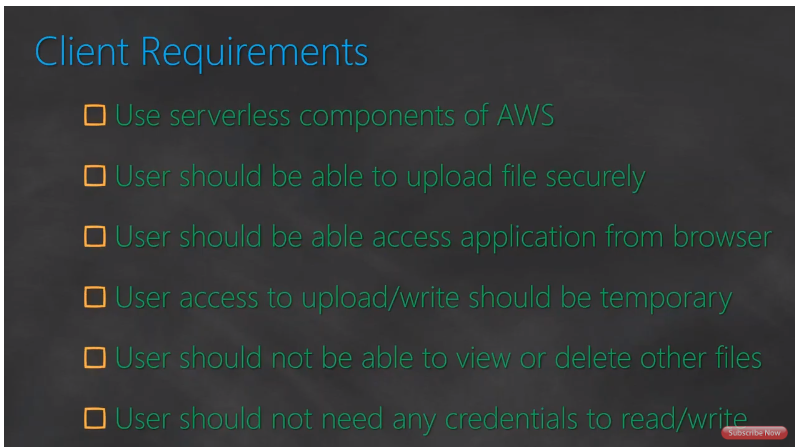 Client Requirements
Use serverless components of AWS
User should be able to upload file securely
User should be able access application from browser
User access to upload/write should be temporary
User should not be able to view or delete other files
User should not need any credentials to read/write
Subscribe Now